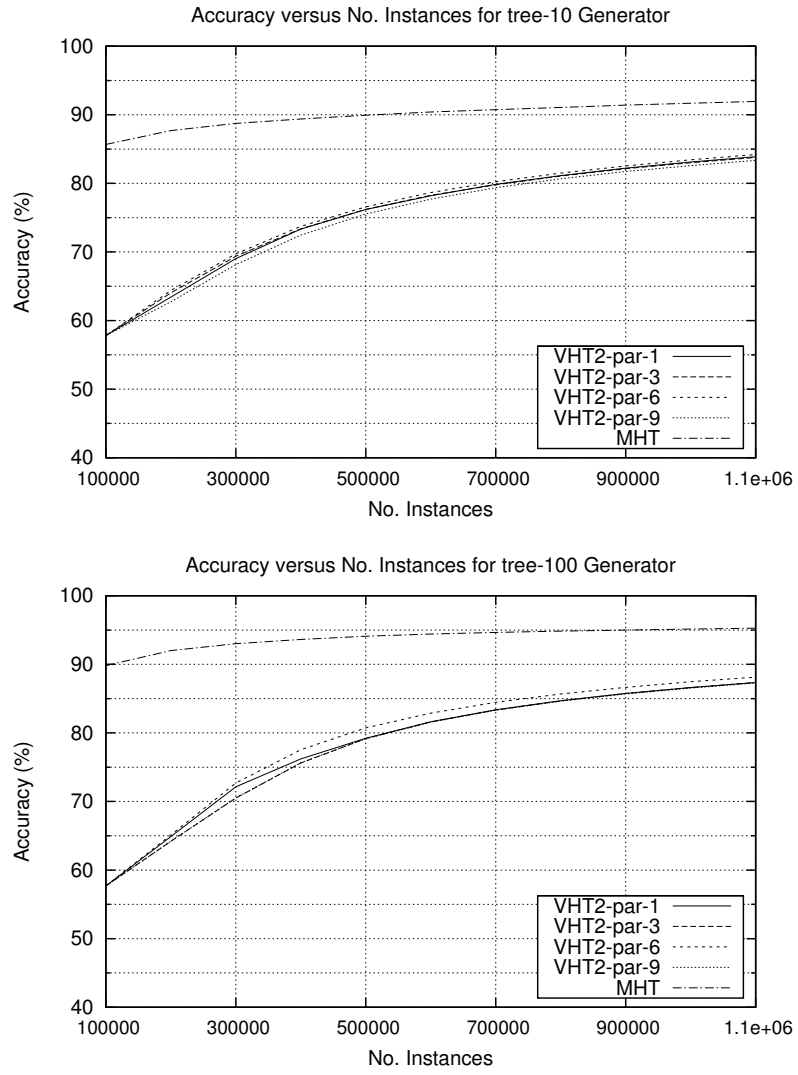 Accuracy versus No. Instances for tree-10 Generator
100
90
80
70
60
50
40
Accuracy (%)
VHT2-par-1
VHT2-par-3
VHT2-par-6
VHT2-par-9
MHT
100000 300000 500000 700000 900000 1.1e+06
No. Instances
Accuracy versus No. Instances for tree-100 Generator
100
90
80
70
60
50
40
Accuracy (%)
VHT2-par-1
VHT2-par-3
VHT2-par-6
VHT2-par-9
MHT
100000 300000 500000 700000 900000 1.1e+06
No. Instances